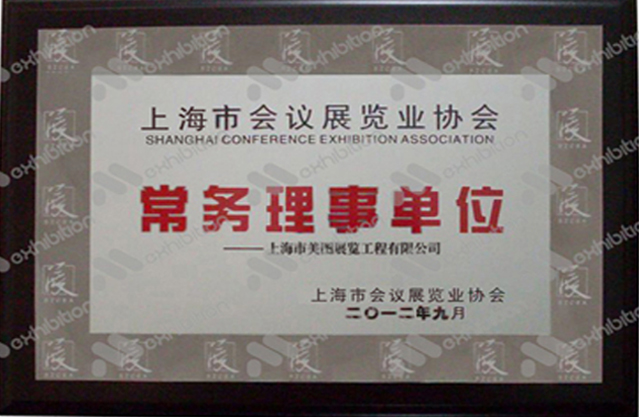 上海市会议展览业协会
SHANGHAI CONFERENCE EXHIBITION ASSOCIATION
常务理事单位
——上海市美图展览工程有限公司
上海市会议展览业协会
二〇一二年九月
exhibition